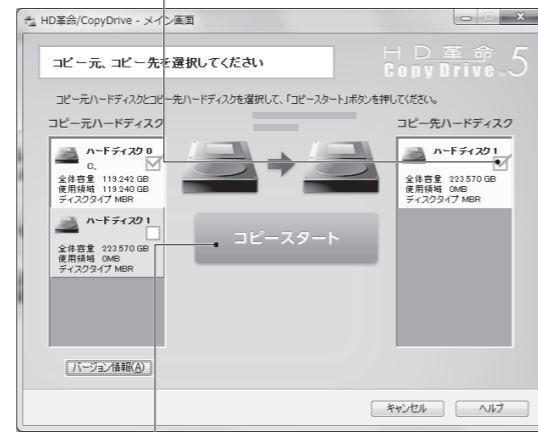 HD革命/CopyDrive - メイン画面
コピー元、コピー先を選択してください
HD革命
CopyDrive Ver.5
コピー元ハードディスクとコピー先ハードディスクを選択して、「コピースタート」ボタンを押してください。
コピー元ハードディスク
コピー先ハードディスク
ハードディスク 0
C,
全体容量 119.242 GB
使用領域 119.240 GB
ディスクタイプ MBR
ハードディスク 1
全体容量 223.570 GB
使用領域 0MB
ディスクタイプ MBR
コピースタート
ハードディスク 1
全体容量 223.570 GB
使用領域 0MB
ディスクタイプ MBR
バージョン情報(A)
キャンセル
ヘルプ